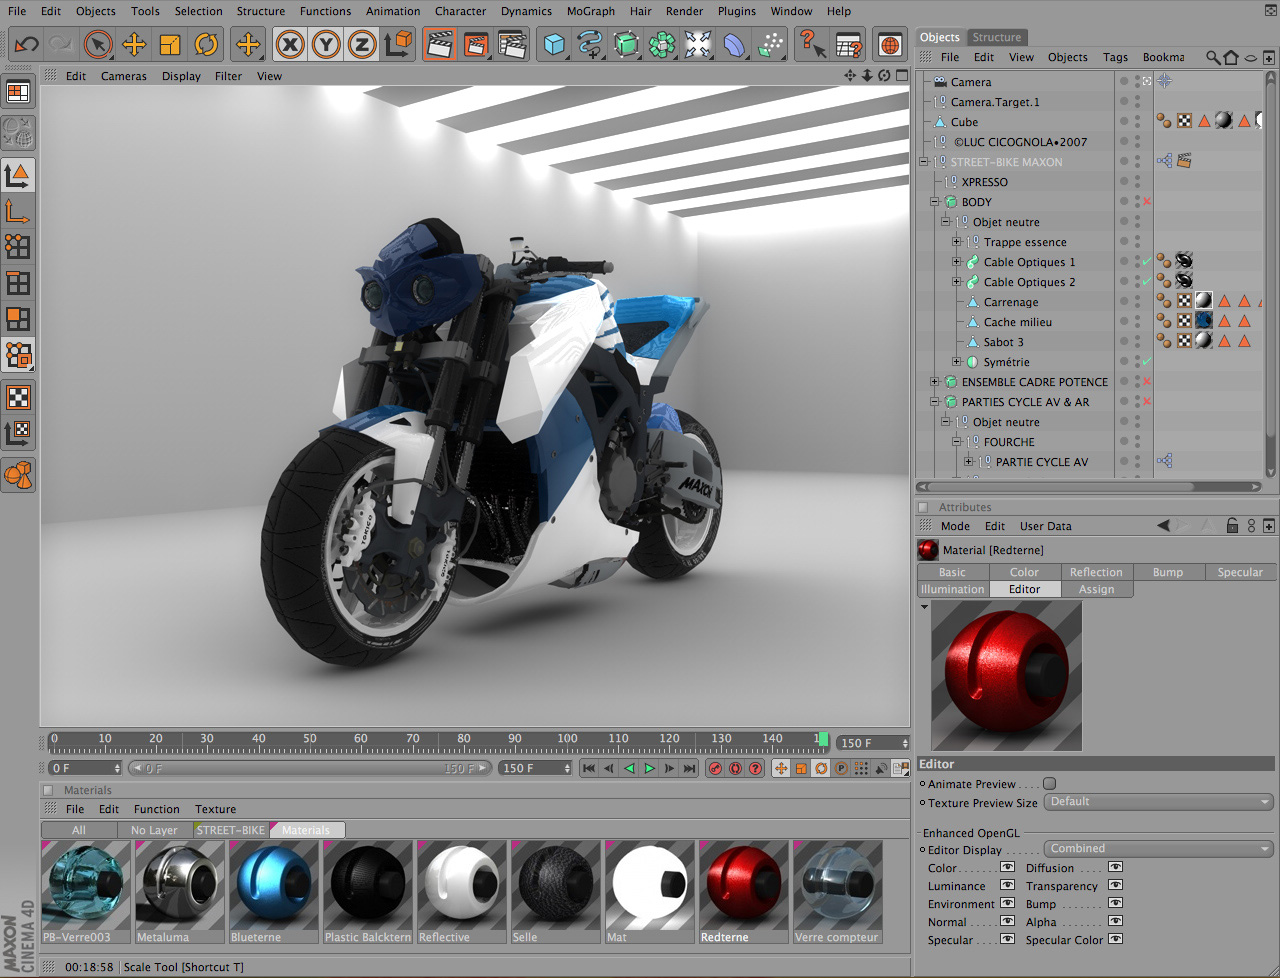 File Edit Objects Tools Selection Structure Functions Animation Character Dynamics MoGraph Hair Render Plugins Window Help
Objects Structure
Edit Cameras Display Filter View
File Edit View Objects Tags Bookma
Camera
Camera.Target.1
Cube
©LUC CICOGNOLA•2007
STREET-BIKE MAXON
XPRESSO
BODY
Objet neutre
Trappe essence
Cable Optiques 1
Cable Optiques 2
Carrenage
Cache milieu
Sabot 3
Symétrie
ENSEMBLE CADRE POTENCE
PARTIES CYCLE AV & AR
Objet neutre
FOURCHE
PARTIE CYCLE AV
MAXON
TOKICO
Attributes
Mode Edit User Data
Material [Redterne]
Basic Color Reflection Bump Specular
Illumination Editor Assign
Editor
Animate Preview
Texture Preview Size Default
Enhanced OpenGL
Editor Display Combined
Color Diffusion
Luminance Transparency
Environment Bump
Normal Alpha
Specular Specular Color
0 10 20 30 40 50 60 70 80 90 100 110 120 130 140 150 F
0 F 0 F 150 F 150 F
Materials
File Edit Function Texture
All No Layer STREET-BIKE Materials
PB-Verre003 Metaluma Blueterne Plastic Balcktern Reflective Selle Mat Redterne Verre compteur
MAXON
CINEMA 4D
00:18:58 Scale Tool [Shortcut T]